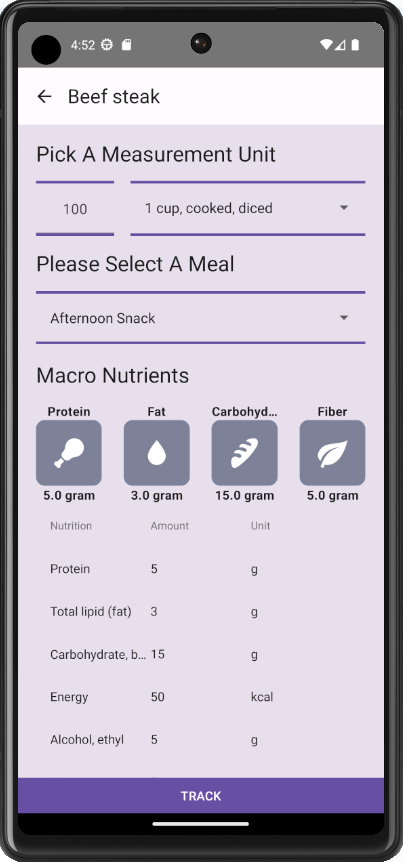 4:52
Beef steak
Pick A Measurement Unit
100 1 cup, cooked, diced
Please Select A Meal
Afternoon Snack
Macro Nutrients
Protein Fat Carbohyd... Fiber
5.0 gram 3.0 gram 15.0 gram 5.0 gram
Nutrition Amount Unit
Protein 5 g
Total lipid (fat) 3 g
Carbohydrate, b... 15 g
Energy 50 kcal
Alcohol, ethyl 5 g
TRACK